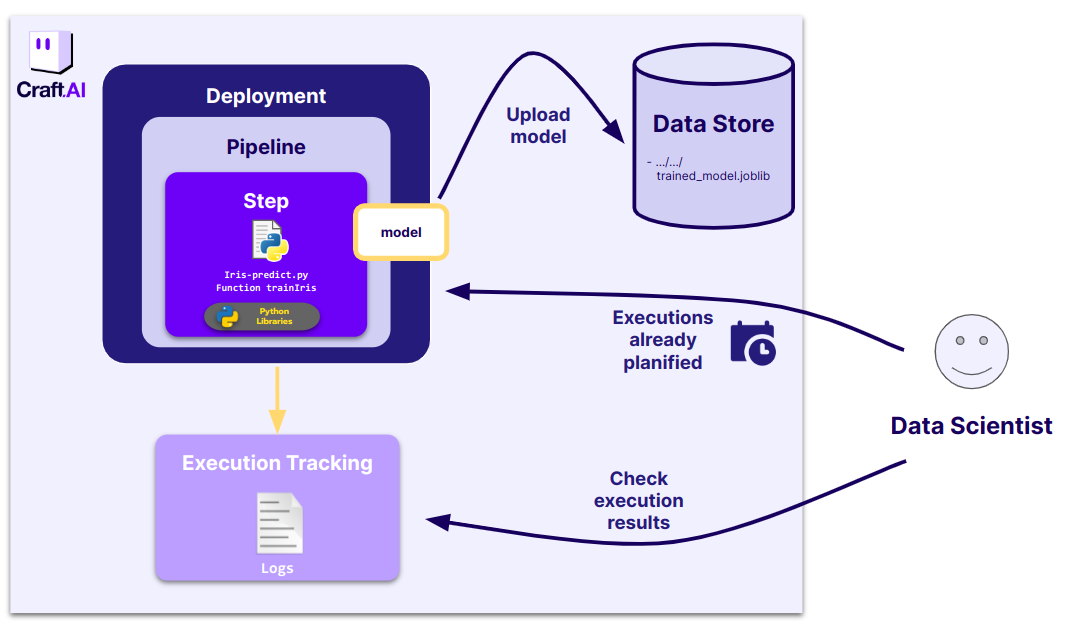 Craft.AI
Deployment
Pipeline
Step
Iris-predict.py
Function trainIris
Python
Libraries
model
Upload
model
Data Store
- .../.../
trained_model.joblib
Executions
already
planified
Data Scientist
Execution Tracking
Logs
Check
execution
results